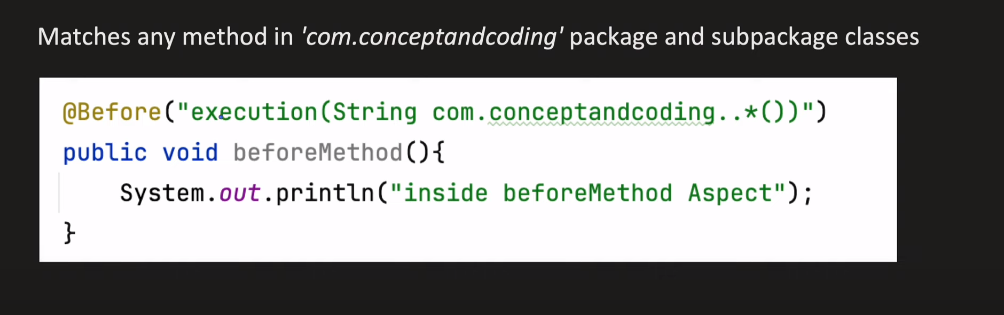 Matches any method in 'com.conceptandcoding' package and subpackage classes
@Before("execution(String com.conceptandcoding..*())")
public void beforeMethod(){
System.out.println("inside beforeMethod Aspect");
}